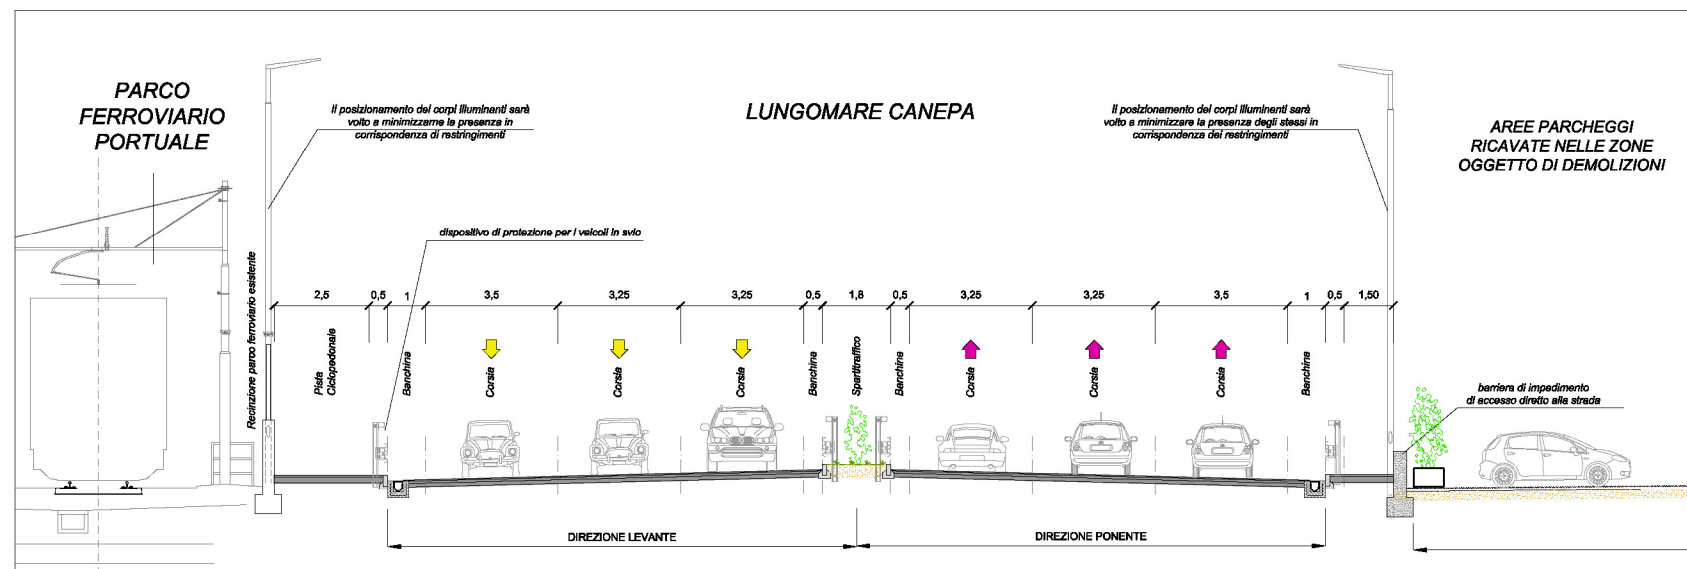 PARCO
FERROVIARIO
PORTUALE
Il posizionamento dei corpi illuminanti sarà
volto a minimizzarne la presenza in
corrispondenza di restringimenti
LUNGOMARE CANEPA
Il posizionamento dei corpi illuminanti sarà
volto a minimizzare la presenza degli stessi in
corrispondenza dei restringimenti
AREE PARCHEGGI
RICAVATE NELLE ZONE
OGGETTO DI DEMOLIZIONI
dispositivo di protezione per i veicoli in svio
Recinzione parco ferroviario esistente
2,5
0,5
1
3,5
3,25
3,25
0,5
1,8
0,5
3,25
3,25
3,5
1
0,5
1,50
Pista
Ciclopedonale
Banchina
Corsia
Corsia
Corsia
Banchina
Spartitraffico
Banchina
Corsia
Corsia
Corsia
Banchina
barriera di impedimento
di accesso diretto alla strada
DIREZIONE LEVANTE
DIREZIONE PONENTE